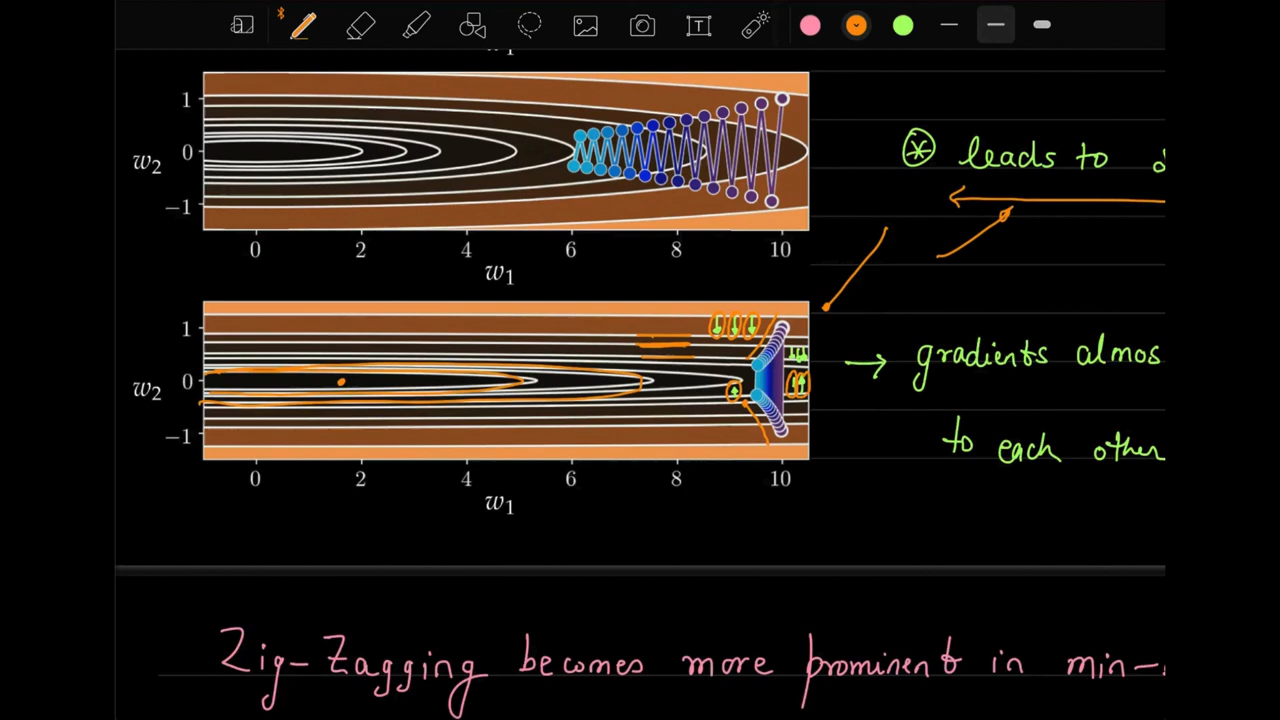 T
1
0
−1
w2
0 2 4 6 8 10
w1
⊛ leads to
1
0
−1
w2
0 2 4 6 8 10
w1
→ gradients almos
to each other
Zig-Zagging becomes more prominent in min-